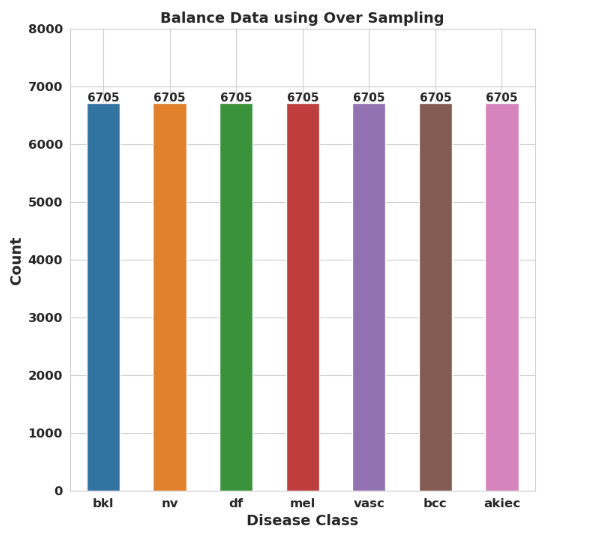 Balance Data using Over Sampling
8000
7000
6000
5000
4000
3000
2000
1000
0
Count
6705 6705 6705 6705 6705 6705 6705
bkl nv df mel vasc bcc akiec
Disease Class